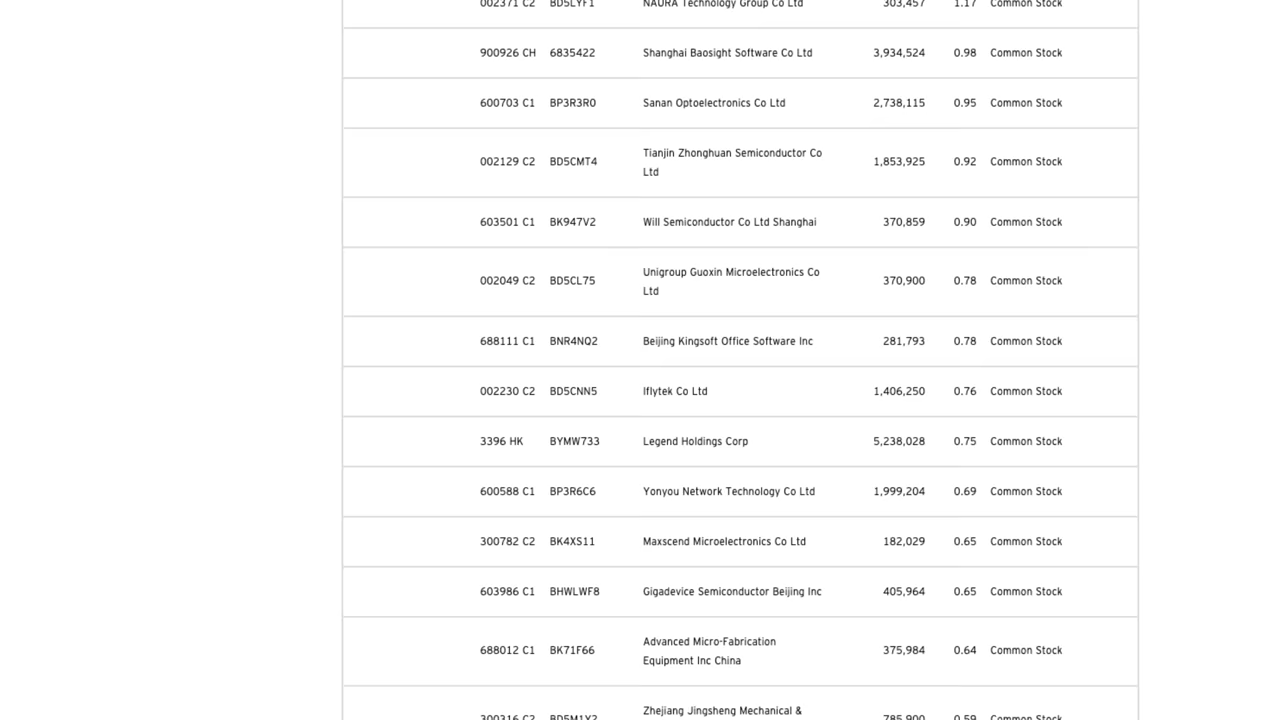 002371 C2 BD5LYF1 NAURA Technology Group Co Ltd 303,457 1.17 Common Stock
900926 CH 6835422 Shanghai Baosight Software Co Ltd 3,934,524 0.98 Common Stock
600703 C1 BP3R3R0 Sanan Optoelectronics Co Ltd 2,738,115 0.95 Common Stock
Tianjin Zhonghuan Semiconductor Co
002129 C2 BD5CMT4 1,853,925 0.92 Common Stock
Ltd
603501 C1 BK947V2 Will Semiconductor Co Ltd Shanghai 370,859 0.90 Common Stock
Unigroup Guoxin Microelectronics Co
002049 C2 BD5CL75 370,900 0.78 Common Stock
Ltd
688111 C1 BNR4NQ2 Beijing Kingsoft Office Software Inc 281,793 0.78 Common Stock
002230 C2 BD5CNN5 Iflytek Co Ltd 1,406,250 0.76 Common Stock
3396 HK BYMW733 Legend Holdings Corp 5,238,028 0.75 Common Stock
600588 C1 BP3R6C6 Yonyou Network Technology Co Ltd 1,999,204 0.69 Common Stock
300782 C2 BK4XS11 Maxscend Microelectronics Co Ltd 182,029 0.65 Common Stock
603986 C1 BHWLWF8 Gigadevice Semiconductor Beijing Inc 405,964 0.65 Common Stock
Advanced Micro-Fabrication
688012 C1 BK71F66 375,984 0.64 Common Stock
Equipment Inc China
Zhejiang Jingsheng Mechanical &
300316 C2 BD5M1Y2 785,900 0.59 Common Stock